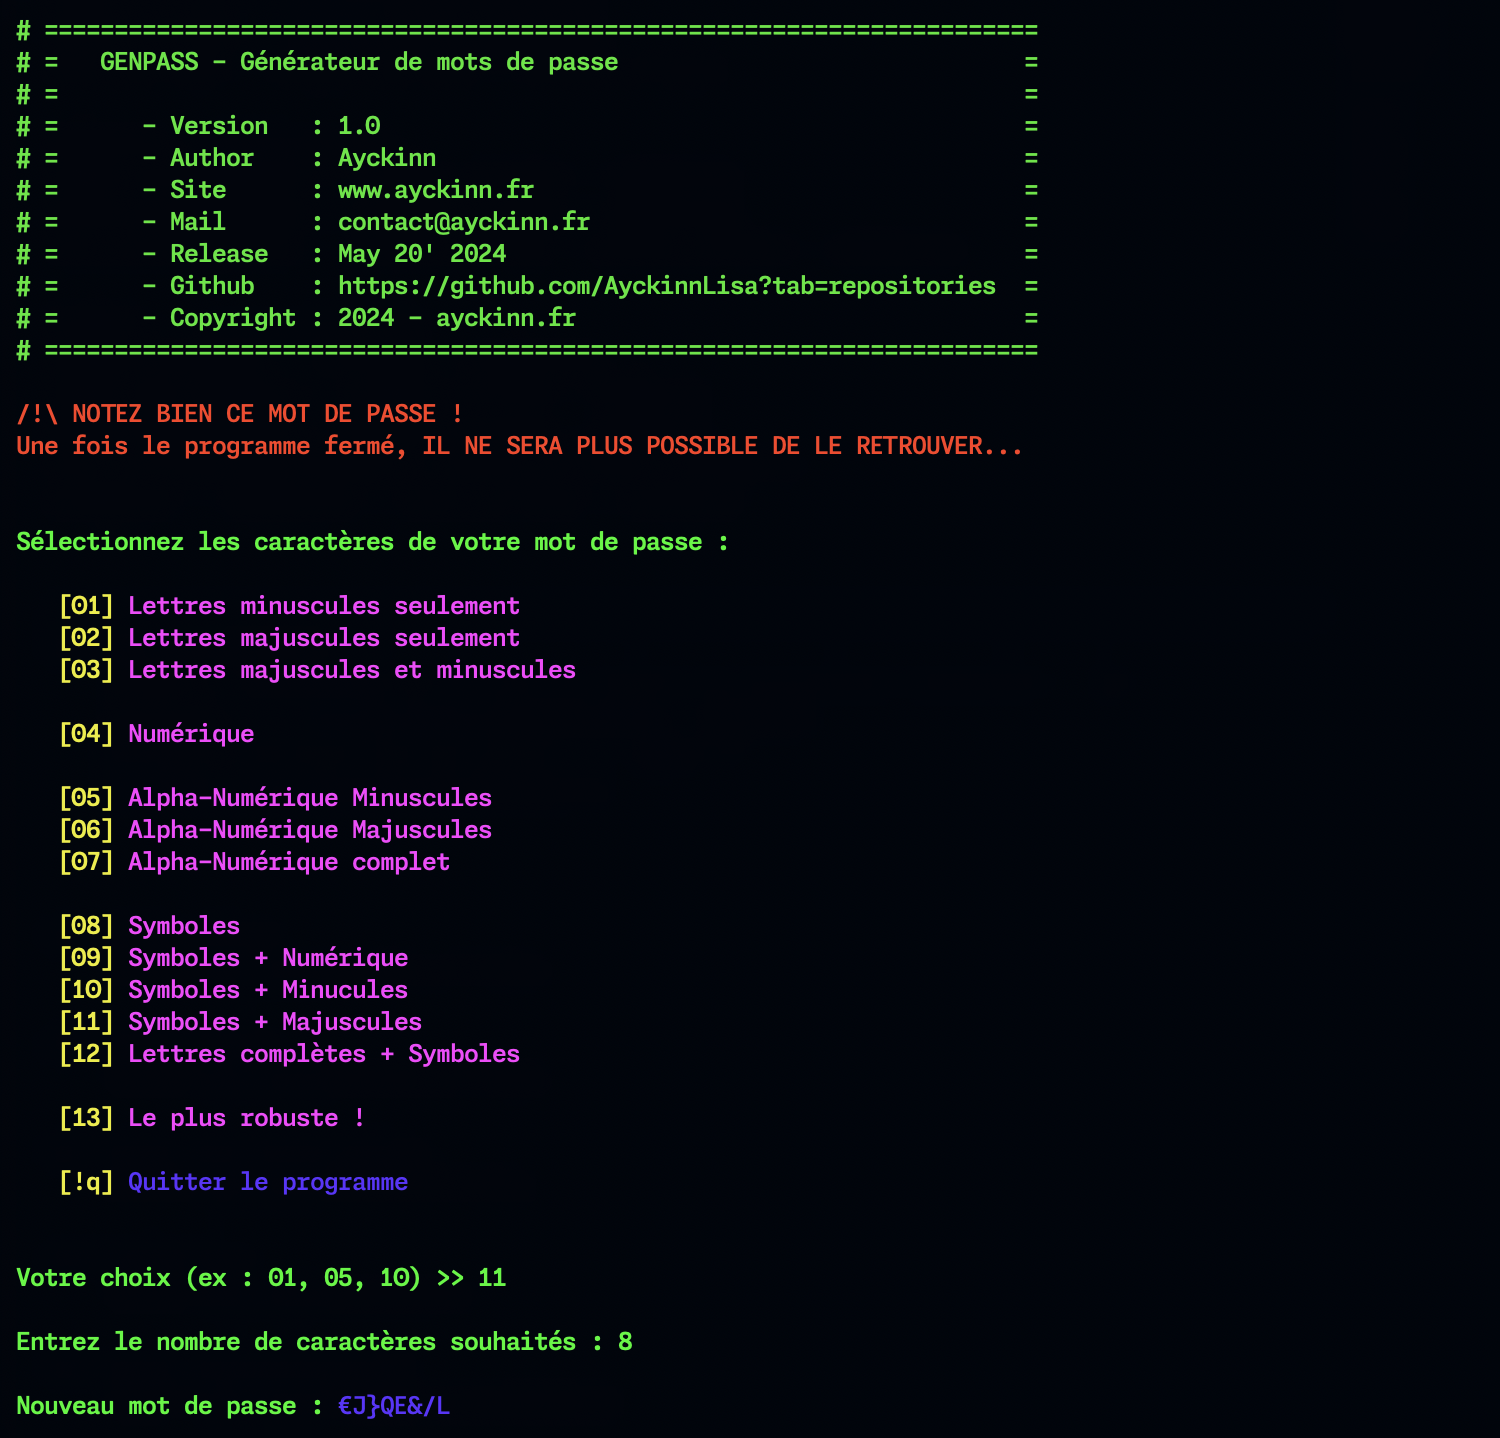 # =======================================================================
# =   GENPASS - Générateur de mots de passe                             =
# =                                                                     =
# =      - Version   : 1.0                                              =
# =      - Author    : Ayckinn                                          =
# =      - Site      : www.ayckinn.fr                                   =
# =      - Mail      : contact@ayckinn.fr                               =
# =      - Release   : May 20' 2024                                     =
# =      - Github    : https://github.com/AyckinnLisa?tab=repositories  =
# =      - Copyright : 2024 - ayckinn.fr                                =
# =======================================================================
/!\ NOTEZ BIEN CE MOT DE PASSE !
Une fois le programme fermé, IL NE SERA PLUS POSSIBLE DE LE RETROUVER...
Sélectionnez les caractères de votre mot de passe :
[01] Lettres minuscules seulement
[02] Lettres majuscules seulement
[03] Lettres majuscules et minuscules
[04] Numérique
[05] Alpha-Numérique Minuscules
[06] Alpha-Numérique Majuscules
[07] Alpha-Numérique complet
[08] Symboles
[09] Symboles + Numérique
[10] Symboles + Minucules
[11] Symboles + Majuscules
[12] Lettres complètes + Symboles
[13] Le plus robuste !
[!q] Quitter le programme
Votre choix (ex : 01, 05, 10) >> 11
Entrez le nombre de caractères souhaités : 8
Nouveau mot de passe : €J}QE&/L